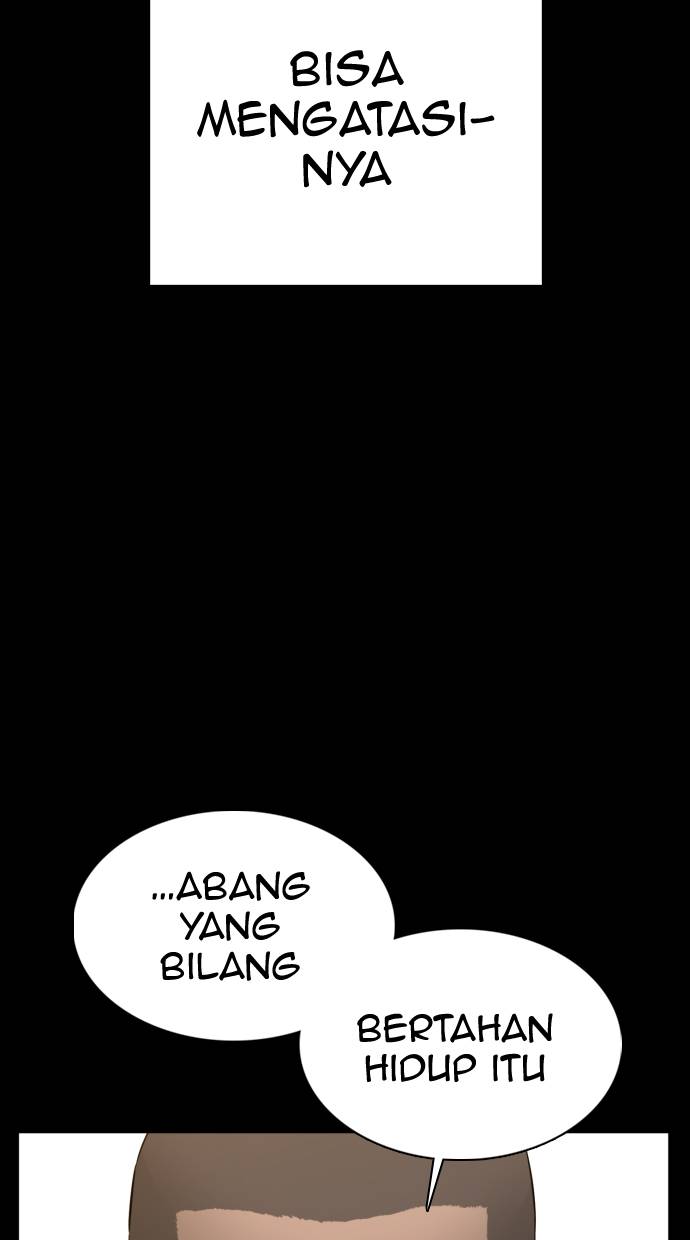 BISA
MENGATASI-
NYA
...ABANG
YANG
BILANG
BERTAHAN
HIDUP ITU